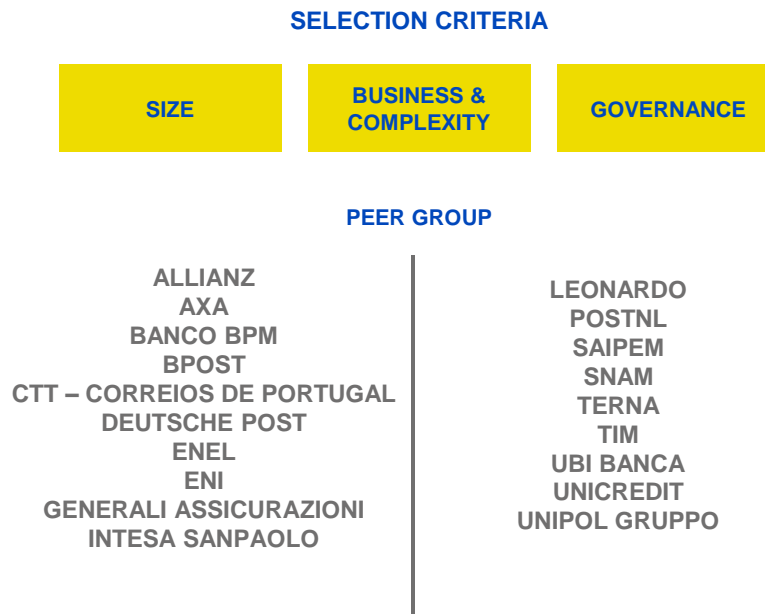 SELECTION CRITERIA
SIZE
BUSINESS &
COMPLEXITY
GOVERNANCE
PEER GROUP
ALLIANZ
AXA
BANCO BPM
BPOST
CTT – CORREIOS DE PORTUGAL
DEUTSCHE POST
ENEL
ENI
GENERALI ASSICURAZIONI
INTESA SANPAOLO
LEONARDO
POSTNL
SAIPEM
SNAM
TERNA
TIM
UBI BANCA
UNICREDIT
UNIPOL GRUPPO